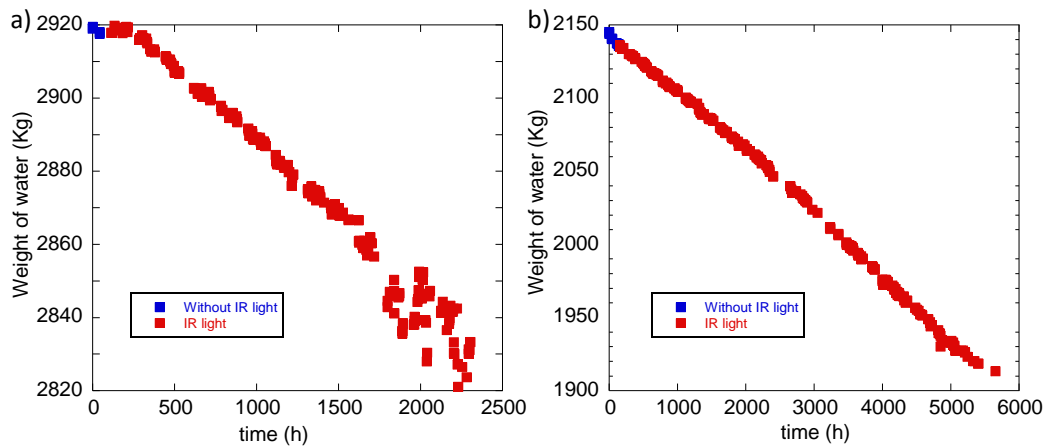 a)
Weight of water (Kg)
2920
2900
2880
2860
2840
2820
0 500 1000 1500 2000 2500
time (h)
Without IR light
IR light
b)
Weight of water (Kg)
2150
2100
2050
2000
1950
1900
0 1000 2000 3000 4000 5000 6000
time (h)
Without IR light
IR light